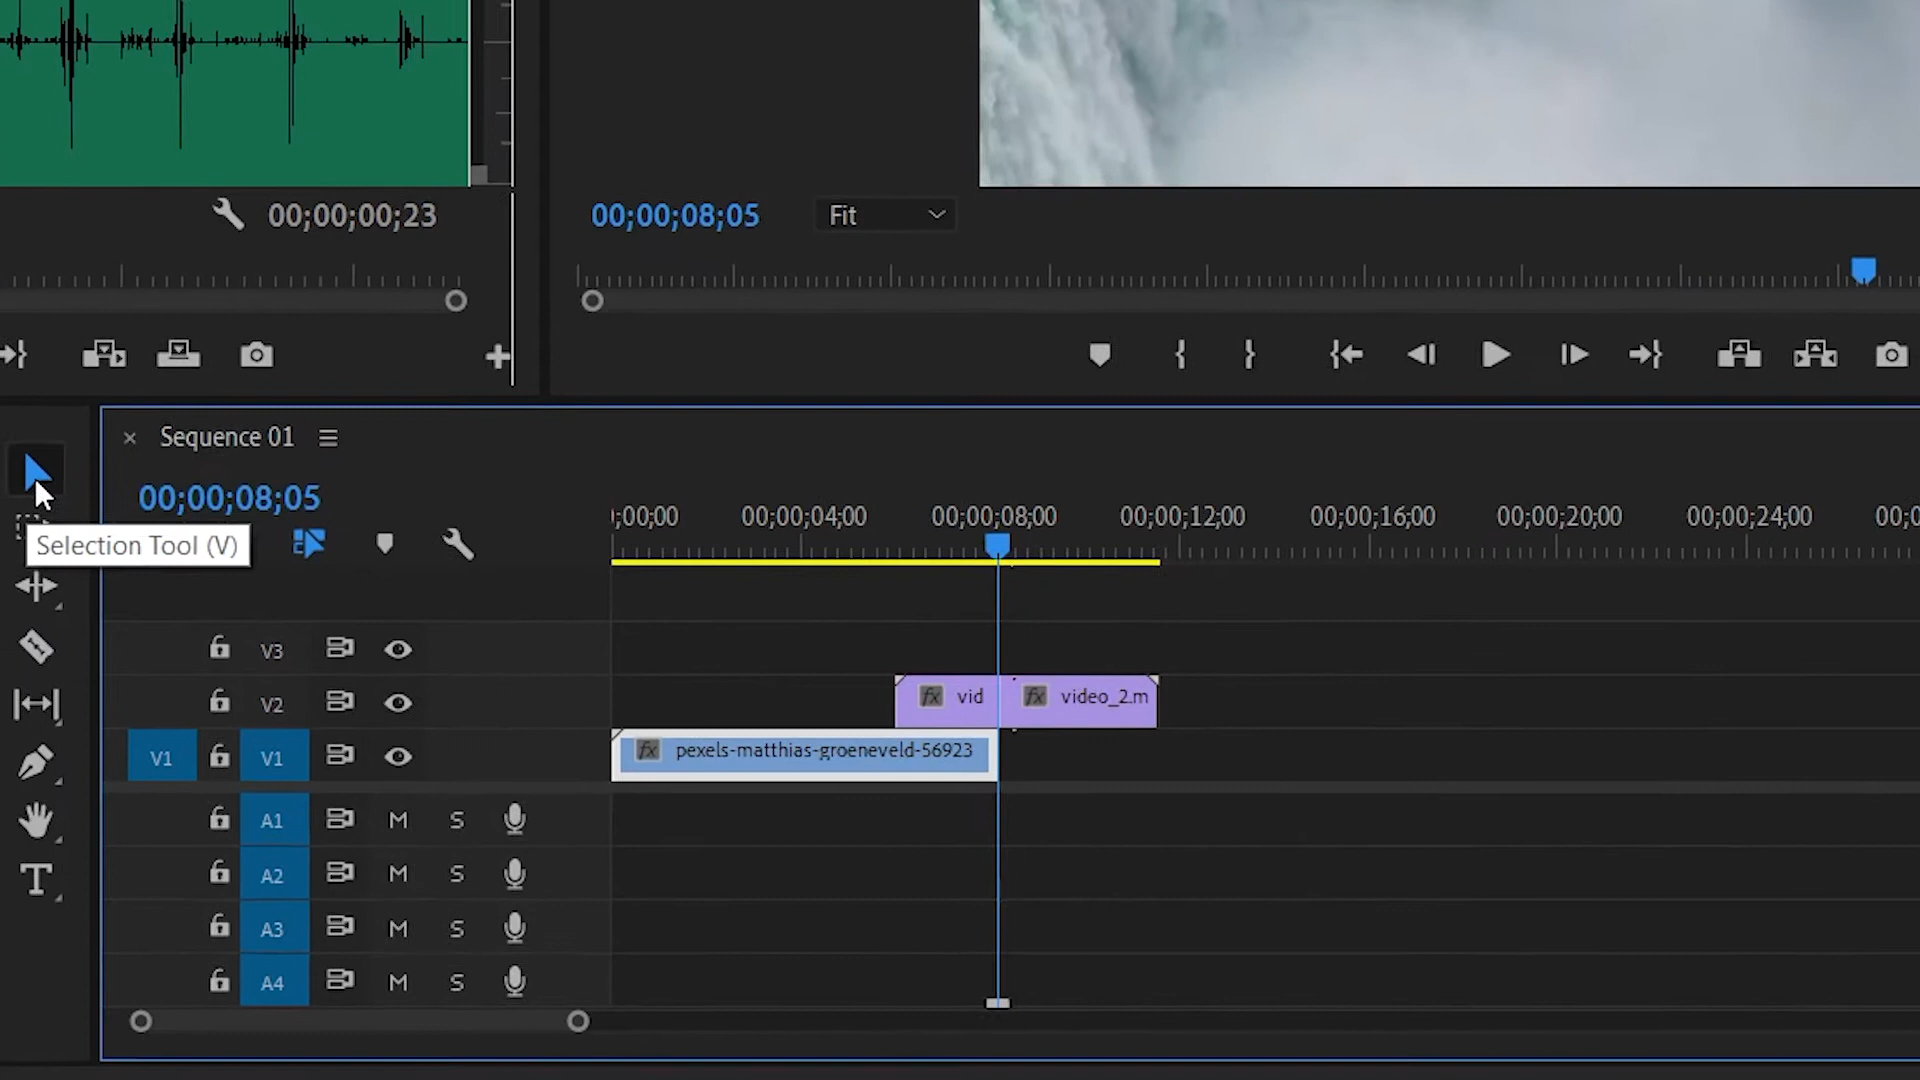 00;00;00;23
00;00;08;05
Fit
Sequence 01
00;00;08;05
;00;00
00;00;04;00
00;00;08;00
00;00;12;00
00;00;16;00
00;00;20;00
00;00;24;00
00;0
Selection Tool (V)
V3
V2
fx vid
fx video_2.m
V1
V1
fx pexels-matthias-groeneveld-56923
A1 M S
A2 M S
A3 M S
A4 M S
T